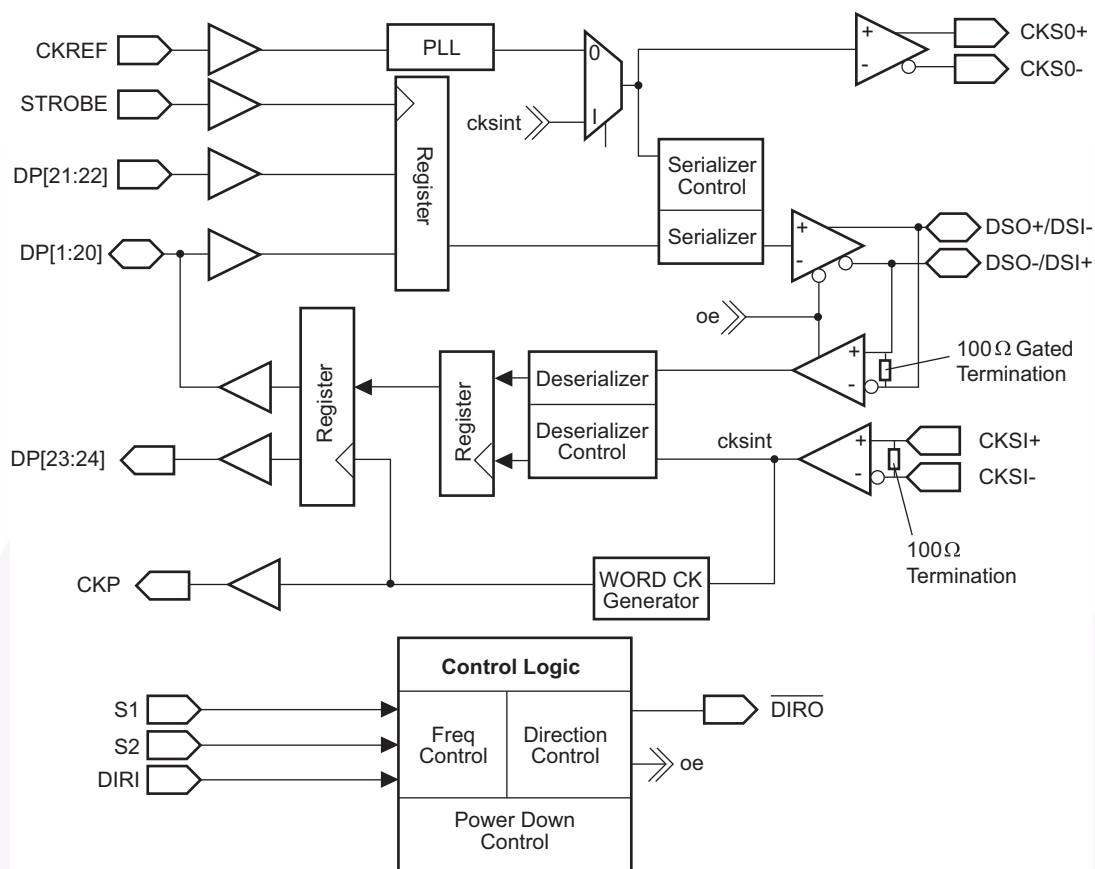 CKREF
PLL
0
+
-
CKS0+
CKS0-
STROBE
cksint
I
Register
DP[21:22]
Serializer
Control
Serializer
DP[1:20]
+
-
DSO+/DSI-
DSO-/DSI+
oe
+
-
100Ω Gated
Termination
Register
Register
Deserializer
Deserializer
Control
cksint
+
-
CKSI+
CKSI-
DP[23:24]
100Ω
Termination
CKP
WORD CK
Generator
Control Logic
S1
S2
DIRI
Freq
Control
Direction
Control
DIRO
oe
Power Down
Control